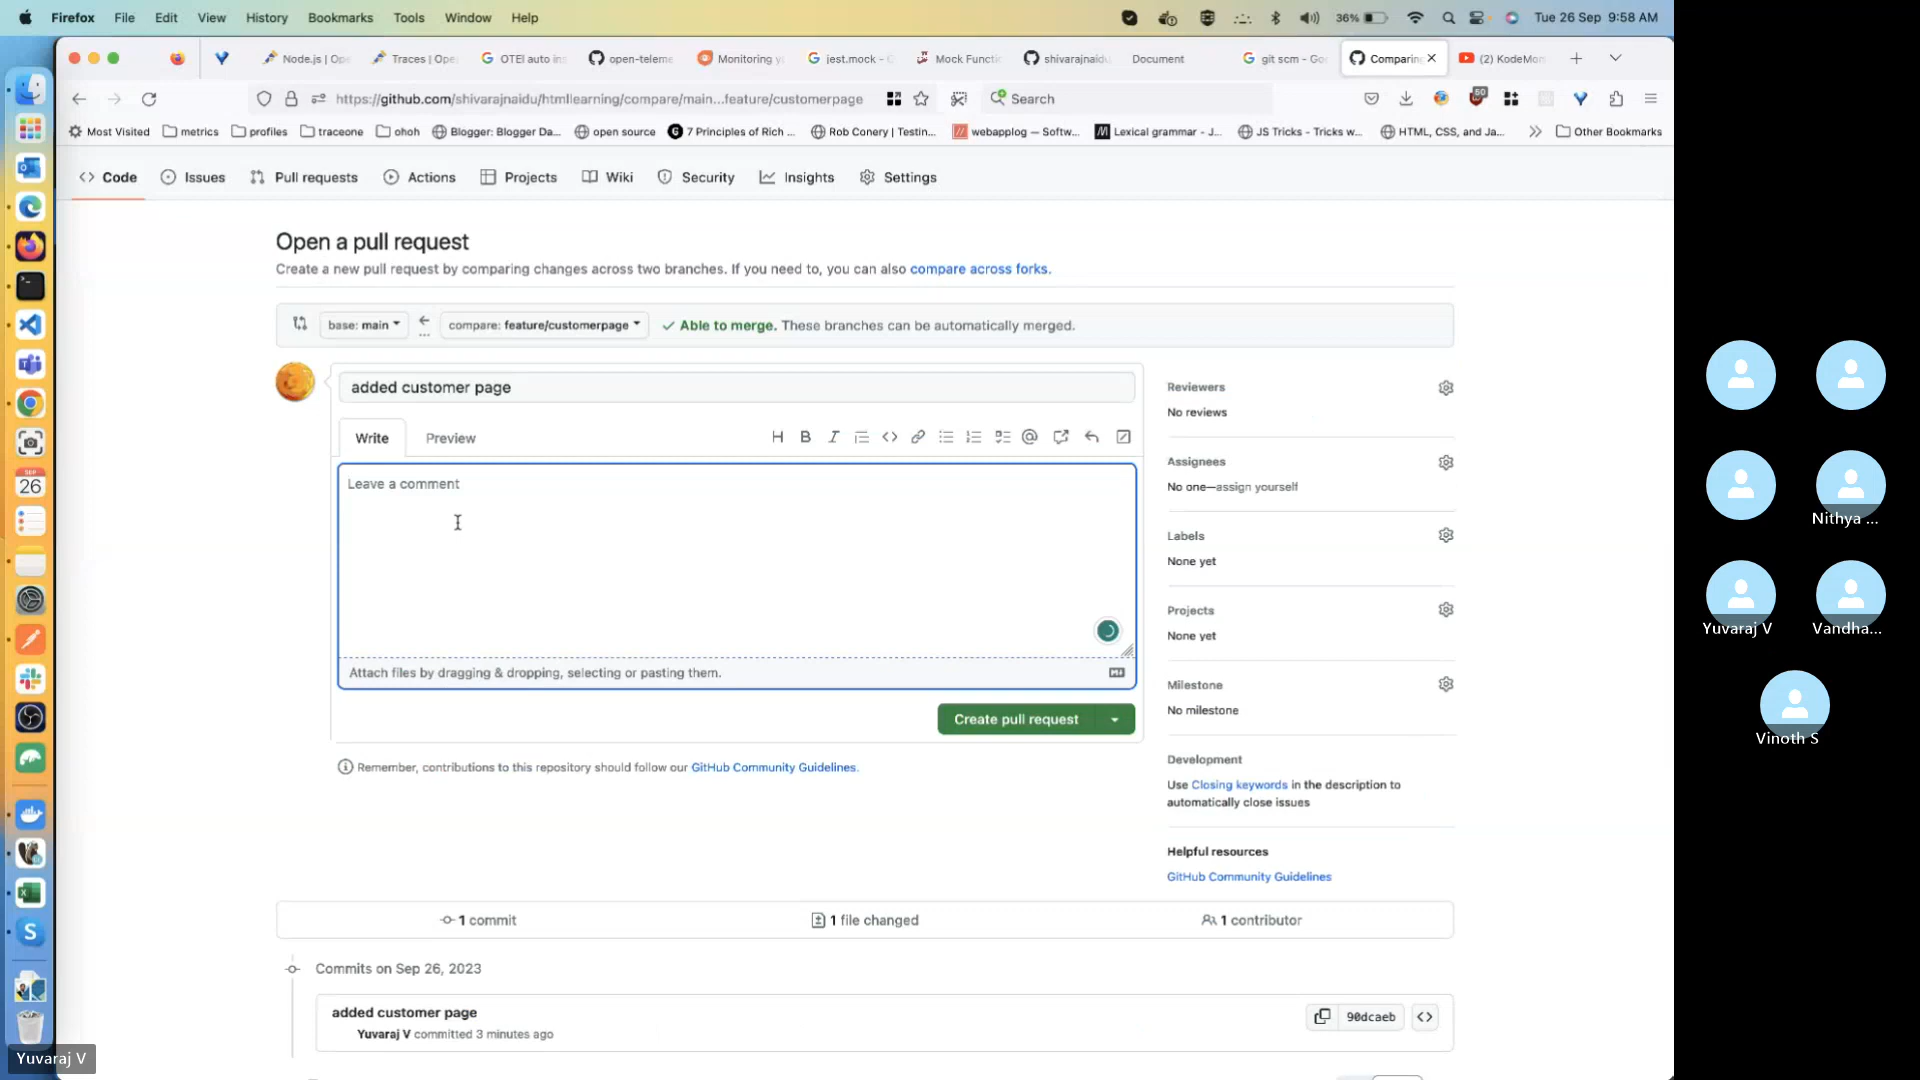 Firefox File Edit View History Bookmarks Tools Window Help 36% Tue 26 Sep 9:58 AM
Node.js | Ope Traces | Ope OTEl auto in open-teleme Monitoring y jest.mock - Mock Functi shivarajnaidu Document git scm - Go Comparing (2) KodeMon
https://github.com/shivarajnaidu/htmllearning/compare/main...feature/customerpage Search 50
Most Visited metrics profiles traceone ohoh Blogger: Blogger Da... open source 7 Principles of Rich ... Rob Conery | Testin... webapplog — Softw... Lexical grammar - J... JS Tricks - Tricks w... HTML, CSS, and Ja... Other Bookmarks
Code Issues Pull requests Actions Projects Wiki Security Insights Settings
Open a pull request
Create a new pull request by comparing changes across two branches. If you need to, you can also compare across forks.
base: main compare: feature/customerpage Able to merge. These branches can be automatically merged.
added customer page
Write Preview
Leave a comment
Attach files by dragging & dropping, selecting or pasting them.
Create pull request
Remember, contributions to this repository should follow our GitHub Community Guidelines.
Reviewers
No reviews
Assignees
No one—assign yourself
Labels
None yet
Projects
None yet
Milestone
No milestone
Development
Use Closing keywords in the description to
automatically close issues
Helpful resources
GitHub Community Guidelines
1 commit 1 file changed 1 contributor
Commits on Sep 26, 2023
added customer page
Yuvaraj V committed 3 minutes ago
90dcaeb
SEP
26
Yuvaraj V
Nithya ...
Yuvaraj V Vandha...
Vinoth S